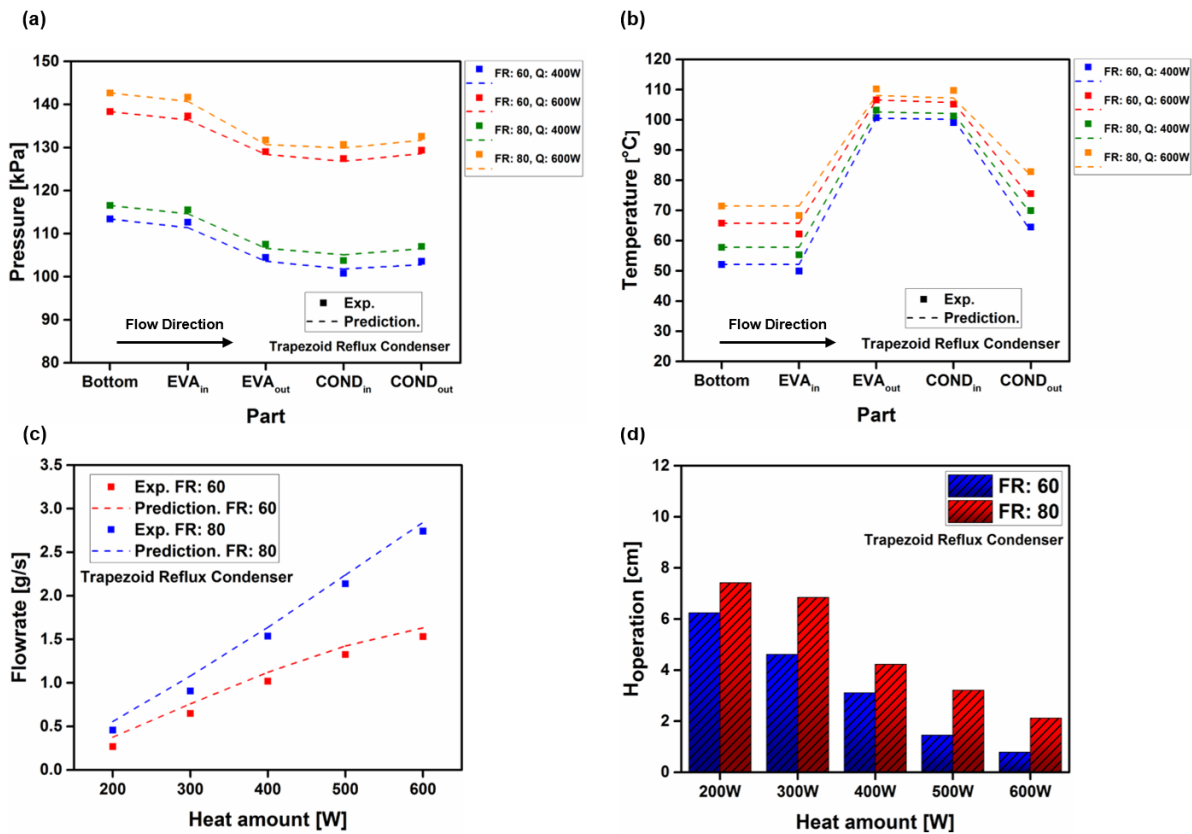 (a)
150
140
130
120
110
100
90
80
Pressure [kPa]
Bottom EVAin EVAout CONDin CONDout
Part
FR: 60, Q: 400W
FR: 60, Q: 600W
FR: 80, Q: 400W
FR: 80, Q: 600W
Exp.
Prediction.
Flow Direction
Trapezoid Reflux Condenser
(b)
120
110
100
90
80
70
60
50
40
30
20
Temperature [°C]
Bottom EVAin EVAout CONDin CONDout
Part
FR: 60, Q: 400W
FR: 60, Q: 600W
FR: 80, Q: 400W
FR: 80, Q: 600W
Exp.
Prediction.
Flow Direction
Trapezoid Reflux Condenser
(c)
3.5
3.0
2.5
2.0
1.5
1.0
0.5
0.0
Flowrate [g/s]
200 300 400 500 600
Heat amount [W]
Exp. FR: 60
Prediction. FR: 60
Exp. FR: 80
Prediction. FR: 80
Trapezoid Reflux Condenser
(d)
12
10
8
6
4
2
0
Hoperation [cm]
200W 300W 400W 500W 600W
Heat amount [W]
FR: 60
FR: 80
Trapezoid Reflux Condenser